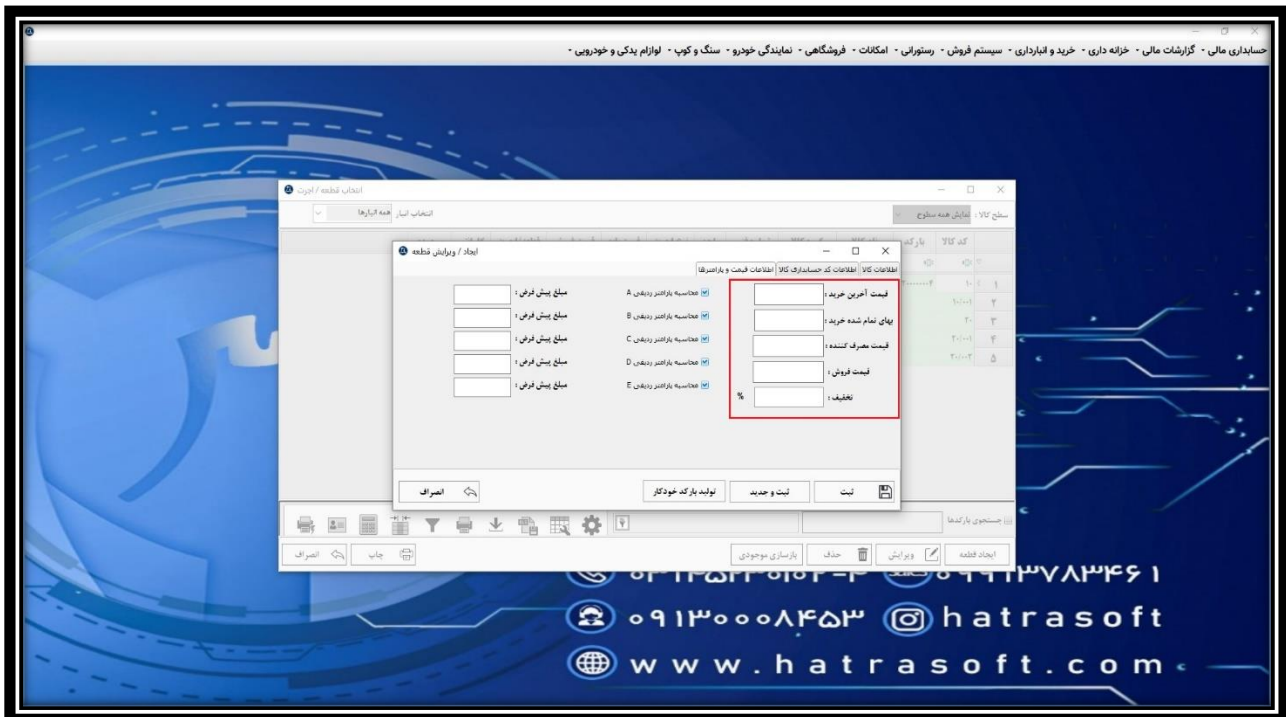 حسابداری مالی - گزارشات مالی - خزانه داری - خرید و انبارداری - سیستم فروش - رستورانی - امکانات - فروشگاهی - نمایندگی خودرو - سنگ و کوپ - لوازم یدکی و خودرویی -
انتخاب قطعه / اجرت
سطح کالا : نمایش همه سطوح
انتخاب انبار همه انبارها
کد کالا بارکد
ایجاد / ویرایش قطعه
اطلاعات کالا اطلاعات کد حسابداری کالا اطلاعات قیمت و پارامترها
قیمت آخرین خرید : محاسبه پارامتر ردیفی A مبلغ پیش فرض :
بهای تمام شده خرید : محاسبه پارامتر ردیفی B مبلغ پیش فرض :
قیمت مصرف کننده : محاسبه پارامتر ردیفی C مبلغ پیش فرض :
قیمت فروش : محاسبه پارامتر ردیفی D مبلغ پیش فرض :
تخفیف : % محاسبه پارامتر ردیفی E مبلغ پیش فرض :
۱
۲
۳
۴
۵
ثبت ثبت و جدید تولید بارکد خودکار انصراف
جستجوی بارکدها
ایجاد قطعه ویرایش حذف بازسازی موجودی چاپ انصراف
۰۹۱۳۰۰۰۸۴۵۳ hatrasoft
www.hatrasoft.com